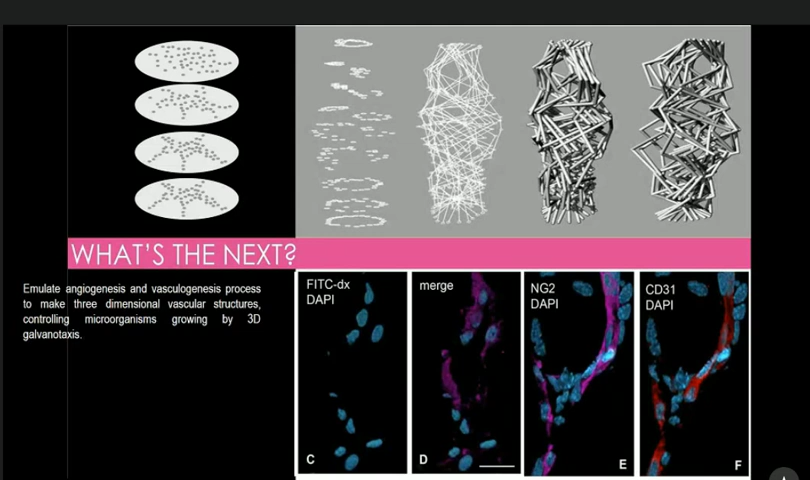 WHAT'S THE NEXT?
Emulate angiogenesis and vasculogenesis process
to make three dimensional vascular structures,
controlling microorganisms growing by 3D
galvanotaxis.
FITC-dx
DAPI
C
merge
D
NG2
DAPI
E
CD31
DAPI
F